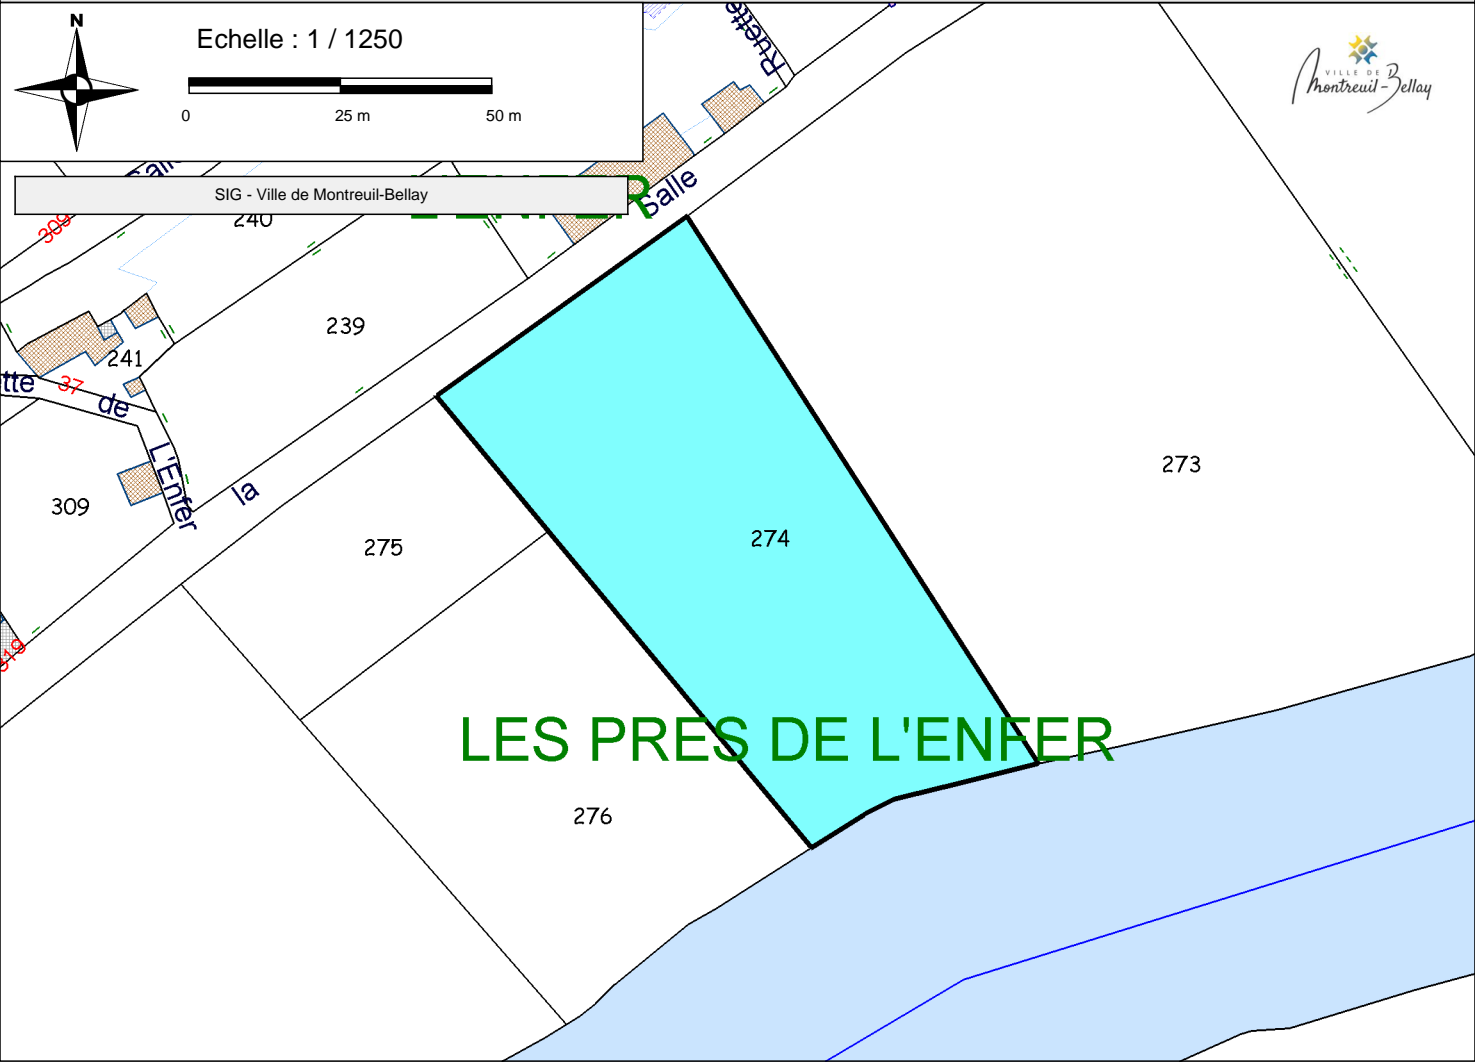 N
Echelle : 1 / 1250
0 25 m 50 m
VILLE DE
Montreuil-Bellay
Ruette
SIG - Ville de Montreuil-Bellay
Salle
309
240
239
241
37
de
L'Enfer
la
309
275
274
273
LES PRES DE L'ENFER
276